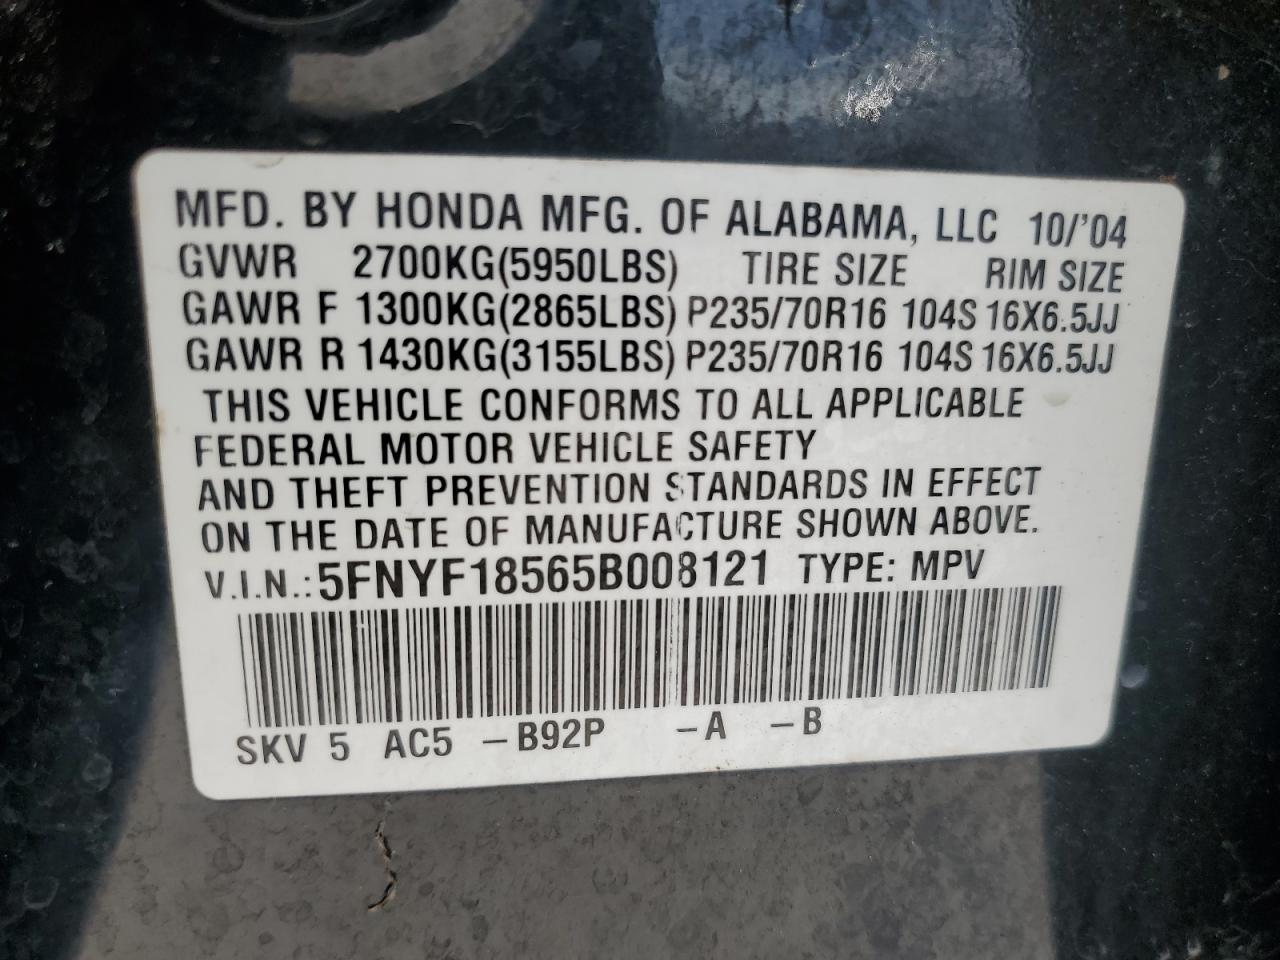 MFD. BY HONDA MFG. OF ALABAMA, LLC 10/'04
GVWR 2700KG(5950LBS) TIRE SIZE RIM SIZE
GAWR F 1300KG(2865LBS) P235/70R16 104S 16X6.5JJ
GAWR R 1430KG(3155LBS) P235/70R16 104S 16X6.5JJ
THIS VEHICLE CONFORMS TO ALL APPLICABLE
FEDERAL MOTOR VEHICLE SAFETY
AND THEFT PREVENTION STANDARDS IN EFFECT
ON THE DATE OF MANUFACTURE SHOWN ABOVE.
V.I.N.: 5FNYF18565B008121 TYPE: MPV
SKV 5 AC5 -B92P -A -B